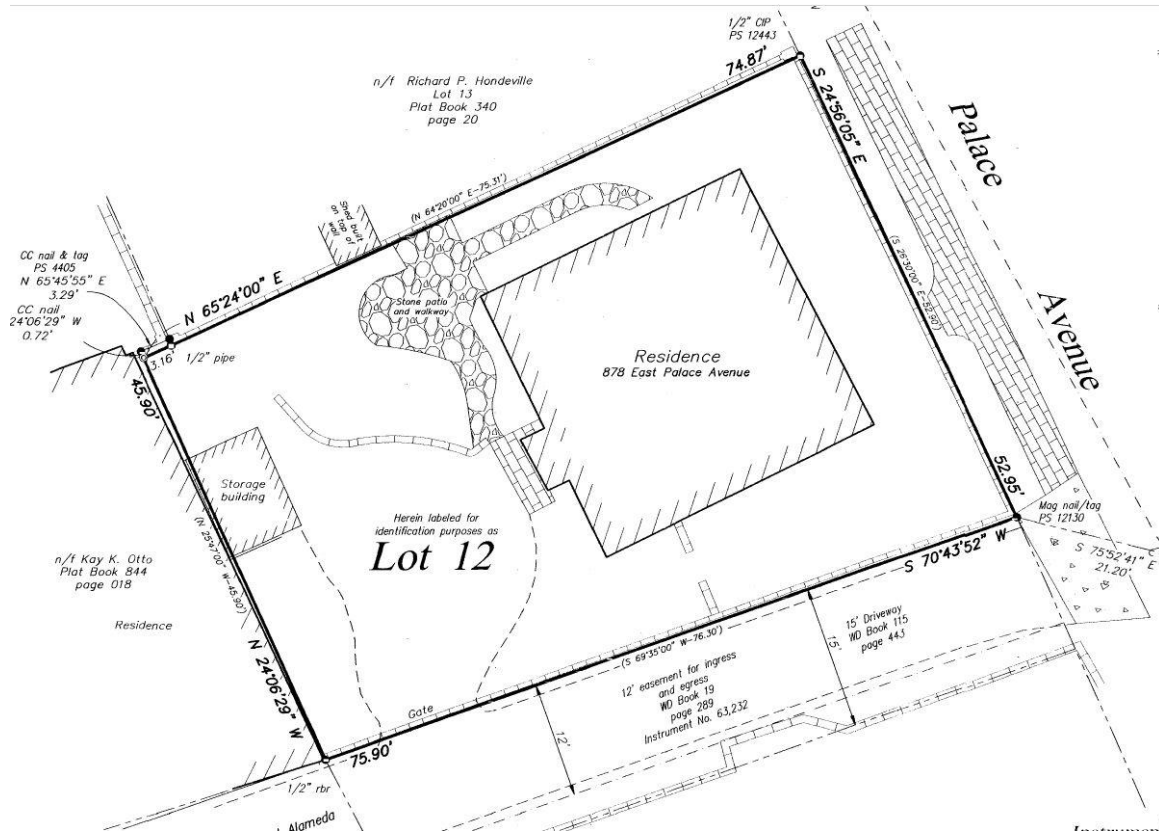 1/2" CIP
PS 12443
74.87'
n/f Richard P. Hondeville
Lot 13
Plat Book 340
page 20
S 24°56'05" E
Palace
Avenue
(N 64°20'00" E-75.31')
Shed built
on top of
wall
CC nail & tag
PS 4405
N 65°45'55" E
3.29'
CC nail
24°06'29" W
0.72'
N 65°24'00" E
3.16'
1/2" pipe
Stone patio
and walkway
(S 26°30'00" E-52.90')
Residence
878 East Palace Avenue
45.90'
Storage
building
Herein labeled for
identification purposes as
Lot 12
(N 25°47'00" W-45.90')
n/f Kay K. Otto
Plat Book 844
page 018
Residence
N 24°06'29" W
52.95'
Mag nail/tag
PS 12130
S 70°43'52" W
S 75°52'41" E
21.20'
15' Driveway
WD Book 115
page 443
15'
(S 69°35'00" W-76.30')
12' easement for ingress
and egress
WD Book 19
page 289
Instrument No. 63,232
12'
Gate
75.90'
1/2" rbr
Alameda